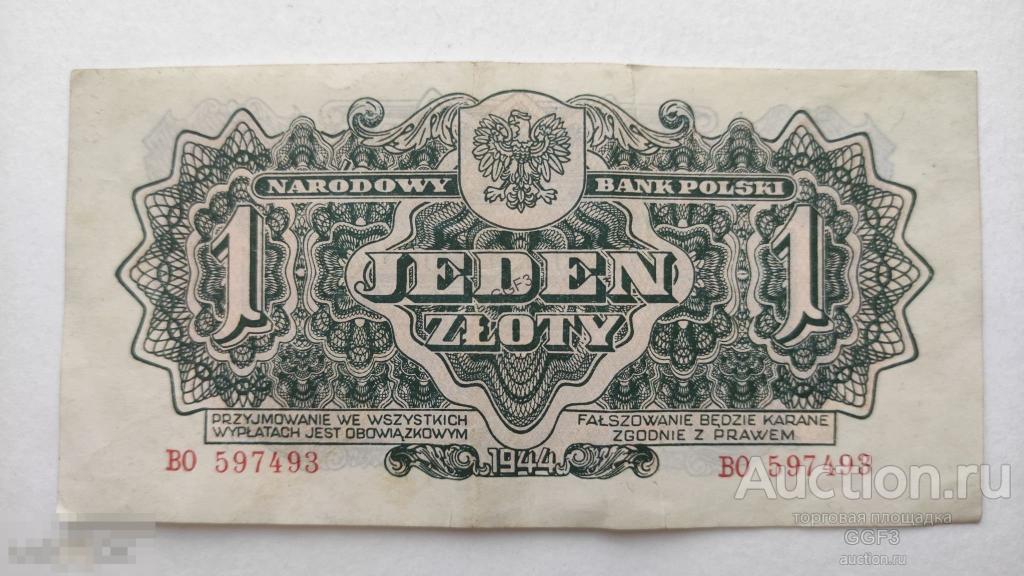 NARODOWY BANK POLSKI
1 JEDEN 1
ZŁOTY
PRZYJMOWANIE WE WSZYSTKICH
WYPŁATACH JEST OBOWIĄZKOWYM
FAŁSZOWANIE BĘDZIE KARANE
ZGODNIE Z PRAWEM
BO 597493
1944
BO 597493
Auction.ru
торговая площадка
GGF3
auction.ru